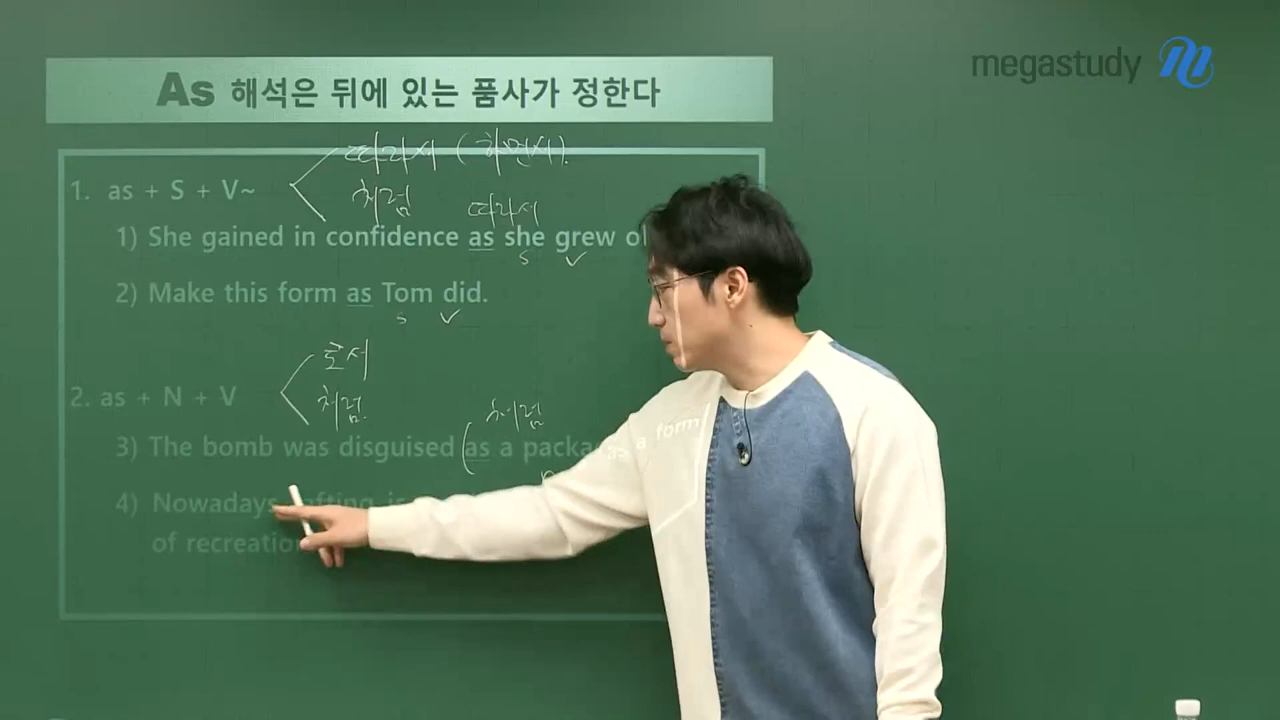 megastudy
As 해석은 뒤에 있는 품사가 정한다
따라서 (하면서).
1. as + S + V~
처럼
따라서
1) She gained in confidence as she grew
S
2) Make this form as Tom did.
S
로서
2. as + N + V
처럼
처럼
3) The bomb was disguised as a a form
4) Nowadays is
of